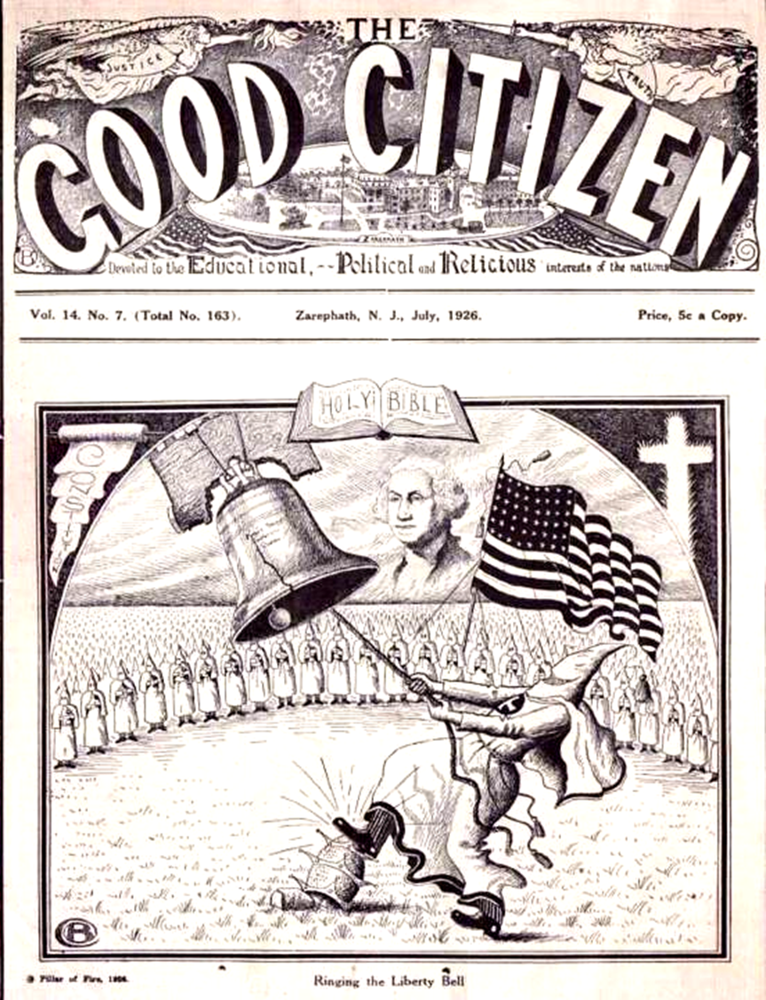 THE
JUSTICE
TRUTH
GOOD CITIZEN
ZAREPHATH
Devoted to the Educational, -- Political and Religious interests of the nations
Vol. 14. No. 7. (Total No. 163). Zarephath, N. J., July, 1926. Price, 5c a Copy.
HOLY BIBLE
CONSTI
Pillar of Fire, 1926.
Ringing the Liberty Bell